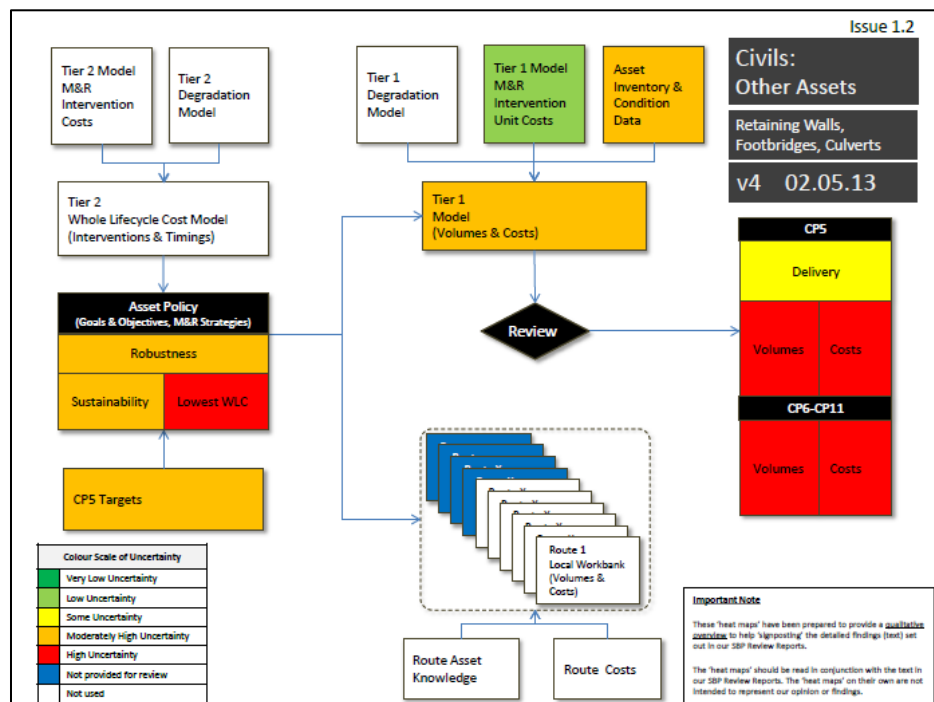 Issue 1.2
Civils:
Other Assets
Retaining Walls,
Footbridges, Culverts
v4 02.05.13
Tier 2 Model
M&R
Intervention
Costs
Tier 2
Degradation
Model
Tier 1
Degradation
Model
Tier 1 Model
M&R
Intervention
Unit Costs
Asset
Inventory &
Condition
Data
Tier 2
Whole Lifecycle Cost Model
(Interventions & Timings)
Tier 1
Model
(Volumes & Costs)
Asset Policy
(Goals & Objectives, M&R Strategies)
Robustness
Sustainability
Lowest WLC
CP5 Targets
Review
CP5
Delivery
Volumes
Costs
CP6-CP11
Volumes
Costs
Route 1
Local Workbank
(Volumes &
Costs)
Route Asset
Knowledge
Route Costs
Colour Scale of Uncertainty
Very Low Uncertainty
Low Uncertainty
Some Uncertainty
Moderately High Uncertainty
High Uncertainty
Not provided for review
Not used
Important Note
These 'heat maps' have been prepared to provide a qualitative
overview to help 'signposting' the detailed findings (text) set
out in our SBP Review Reports.
The 'heat maps' should be read in conjunction with the text in
our SBP Review Reports. The 'heat maps' on their own are not
intended to represent our opinion or findings.